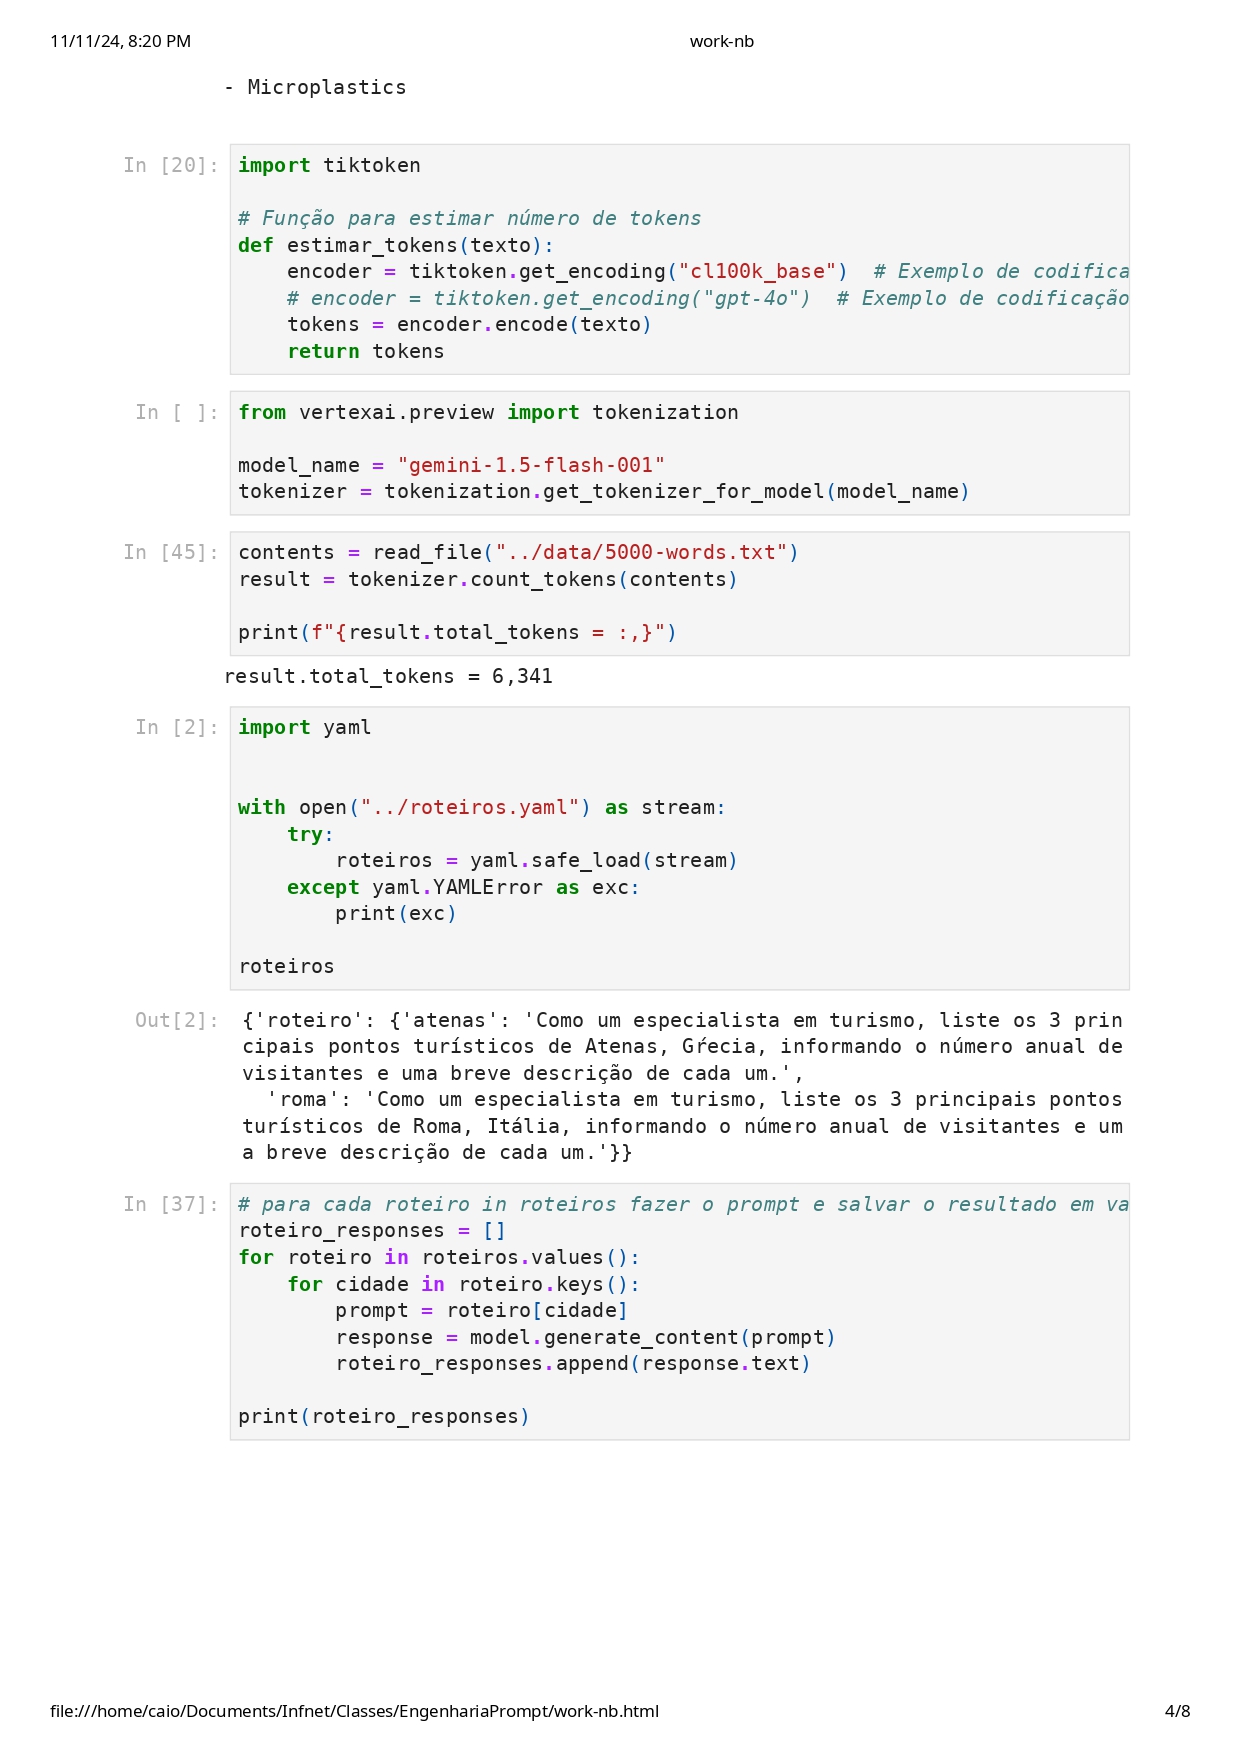 11/11/24, 8:20 PM work-nb
- Microplastics
In [20]: import tiktoken
# Função para estimar número de tokens
def estimar_tokens(texto):
    encoder = tiktoken.get_encoding("cl100k_base")  # Exemplo de codifica
    # encoder = tiktoken.get_encoding("gpt-4o")  # Exemplo de codificação
    tokens = encoder.encode(texto)
    return tokens
In [ ]: from vertexai.preview import tokenization
model_name = "gemini-1.5-flash-001"
tokenizer = tokenization.get_tokenizer_for_model(model_name)
In [45]: contents = read_file("../data/5000-words.txt")
result = tokenizer.count_tokens(contents)
print(f"{result.total_tokens = :,}")
result.total_tokens = 6,341
In [2]: import yaml
with open("../roteiros.yaml") as stream:
    try:
        roteiros = yaml.safe_load(stream)
    except yaml.YAMLError as exc:
        print(exc)
roteiros
Out[2]: {'roteiro': {'atenas': 'Como um especialista em turismo, liste os 3 prin
cipais pontos turísticos de Atenas, Gŕecia, informando o número anual de
visitantes e uma breve descrição de cada um.',
  'roma': 'Como um especialista em turismo, liste os 3 principais pontos
turísticos de Roma, Itália, informando o número anual de visitantes e um
a breve descrição de cada um.'}}
In [37]: # para cada roteiro in roteiros fazer o prompt e salvar o resultado em va
roteiro_responses = []
for roteiro in roteiros.values():
    for cidade in roteiro.keys():
        prompt = roteiro[cidade]
        response = model.generate_content(prompt)
        roteiro_responses.append(response.text)
print(roteiro_responses)
file:///home/caio/Documents/Infnet/Classes/EngenhariaPrompt/work-nb.html 4/8